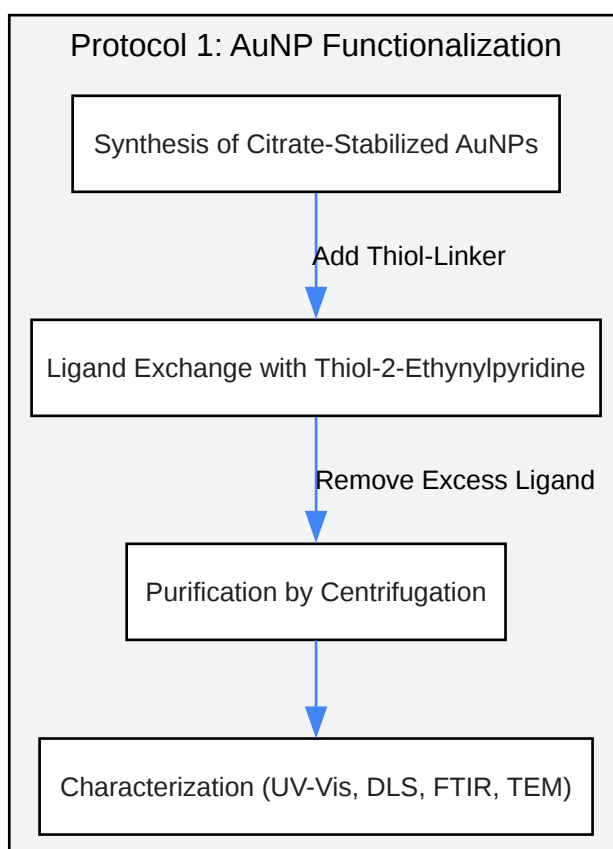 Protocol 1: AuNP Functionalization
Synthesis of Citrate-Stabilized AuNPs
Add Thiol-Linker
Ligand Exchange with Thiol-2-Ethynylpyridine
Remove Excess Ligand
Purification by Centrifugation
Characterization (UV-Vis, DLS, FTIR, TEM)